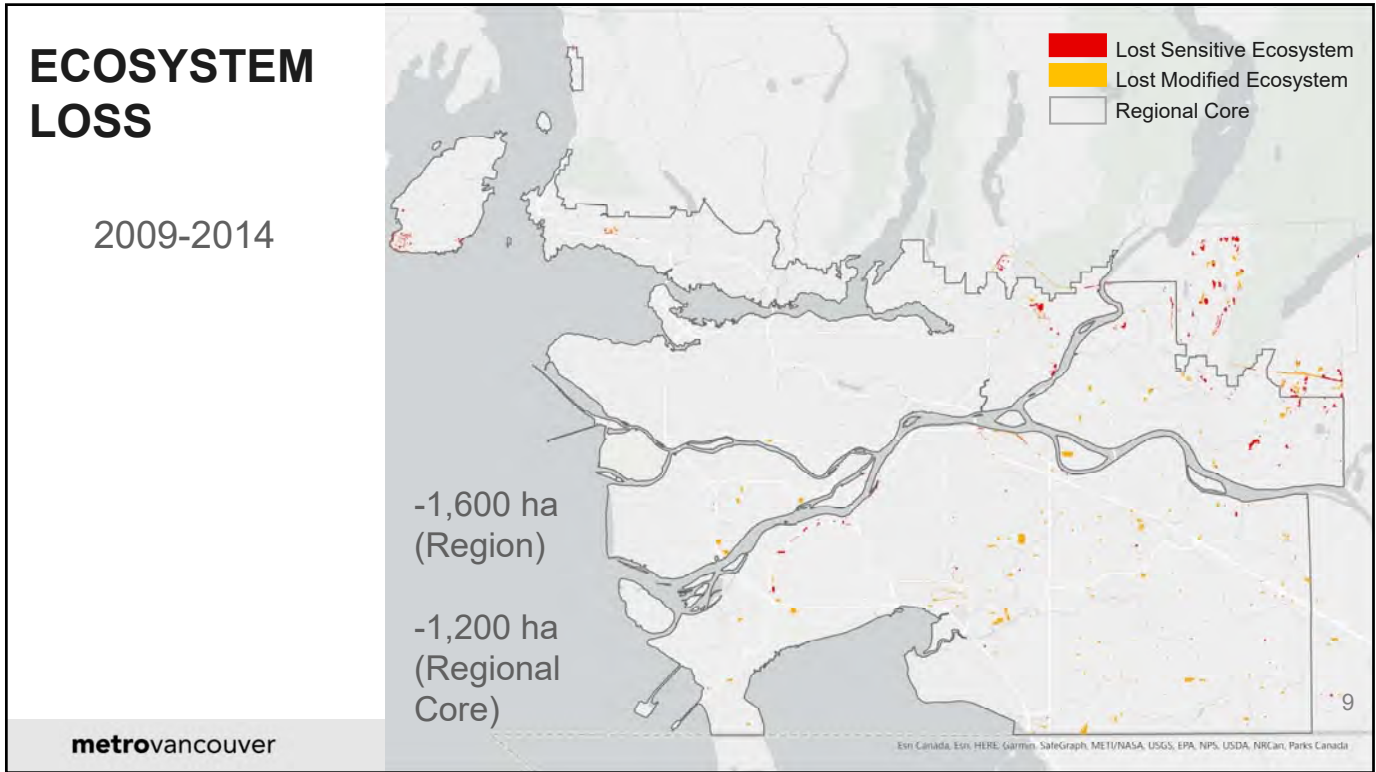 ECOSYSTEM
LOSS
2009-2014
Lost Sensitive Ecosystem
Lost Modified Ecosystem
Regional Core
-1,600 ha
(Region)
-1,200 ha
(Regional
Core)
9
metrovancouver
Esri Canada, Esri, HERE, Garmin, SafeGraph, METI/NASA, USGS, EPA, NPS, USDA, NRCan, Parks Canada